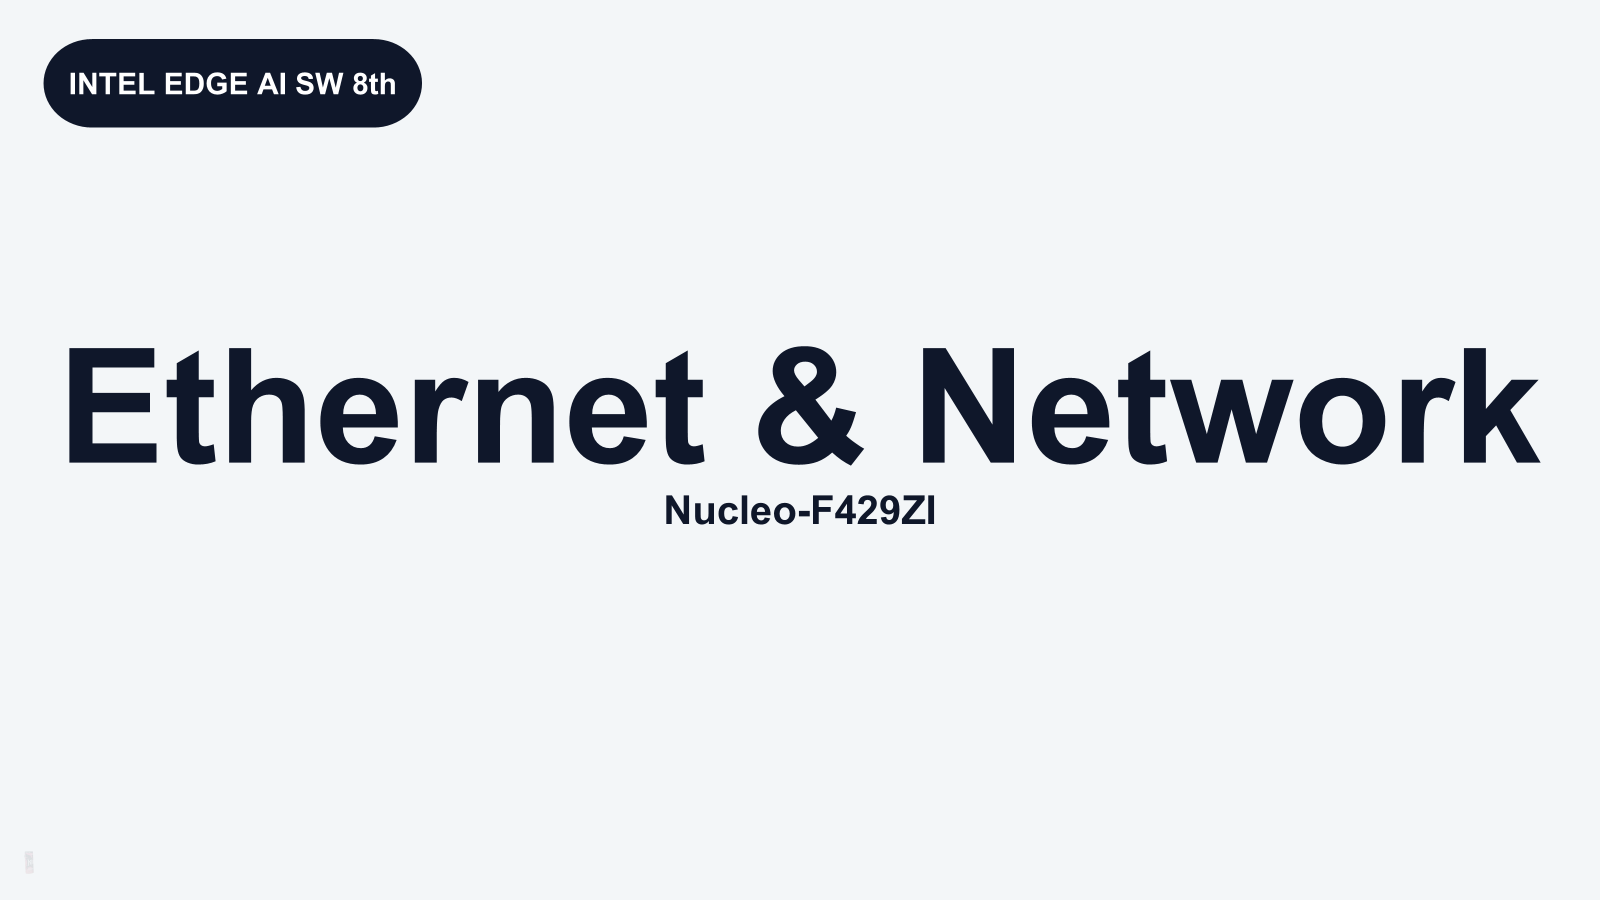 INTEL EDGE AI SW 8th
Ethernet & Network
Nucleo-F429ZI